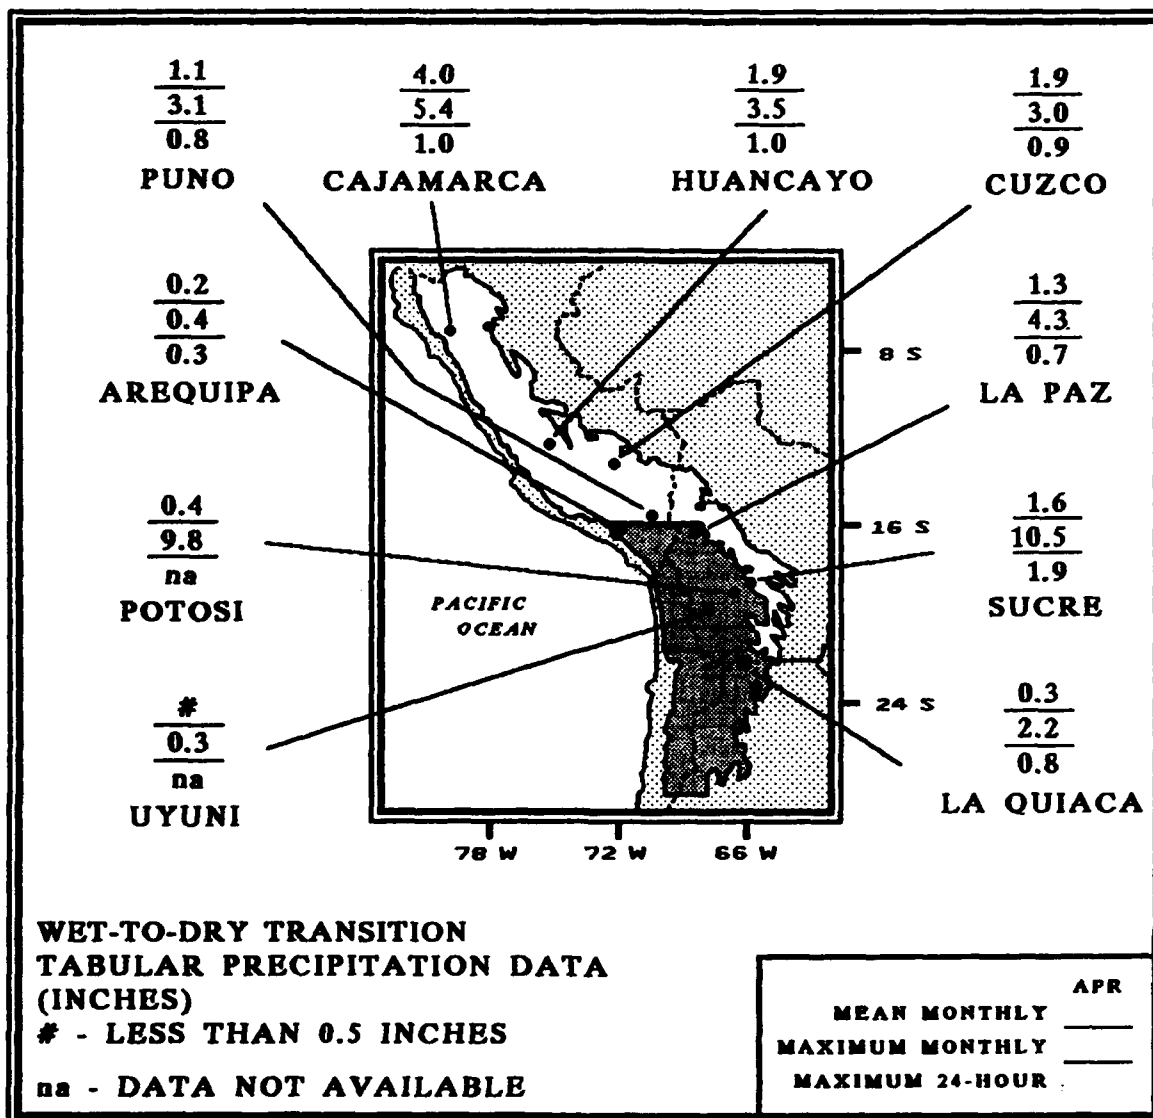 1.1
3.1
0.8
PUNO
4.0
5.4
1.0
CAJAMARCA
1.9
3.5
1.0
HUANCAYO
1.9
3.0
0.9
CUZCO
0.2
0.4
0.3
AREQUIPA
1.3
4.3
0.7
LA PAZ
0.4
9.8
na
POTOSI
1.6
10.5
1.9
SUCRE
#
0.3
na
UYUNI
0.3
2.2
0.8
LA QUIACA
8 S
16 S
24 S
PACIFIC
OCEAN
78 W 72 W 66 W
WET-TO-DRY TRANSITION
TABULAR PRECIPITATION DATA
(INCHES)
# - LESS THAN 0.5 INCHES
na - DATA NOT AVAILABLE
APR
MEAN MONTHLY
MAXIMUM MONTHLY
MAXIMUM 24-HOUR